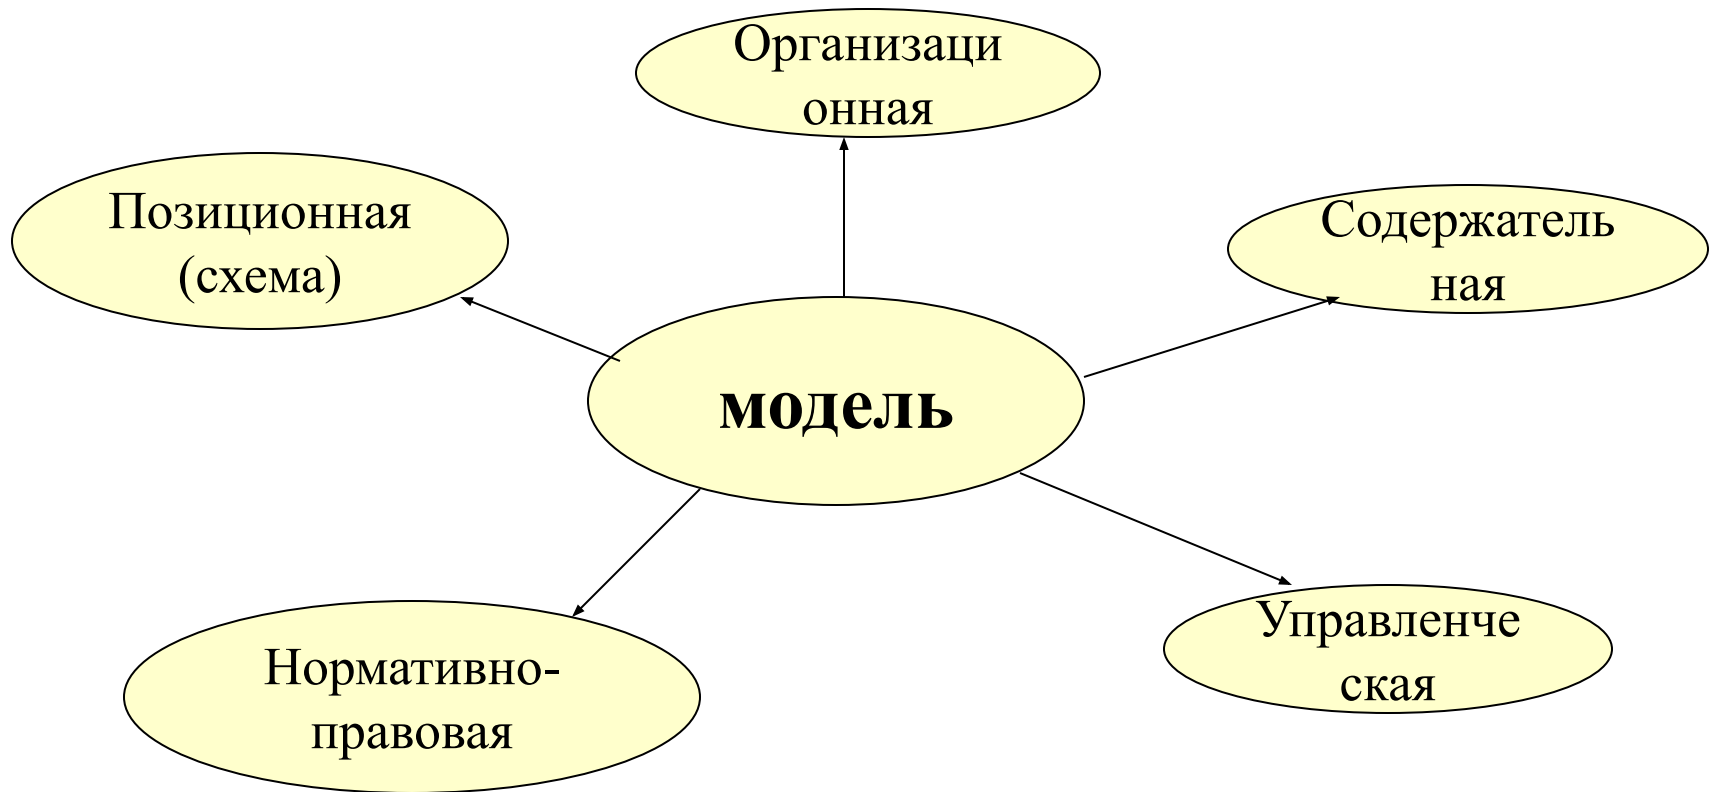 Организаци
онная
Позиционная
(схема)
Содержатель
ная
модель
Управленче
ская
Нормативно-
правовая